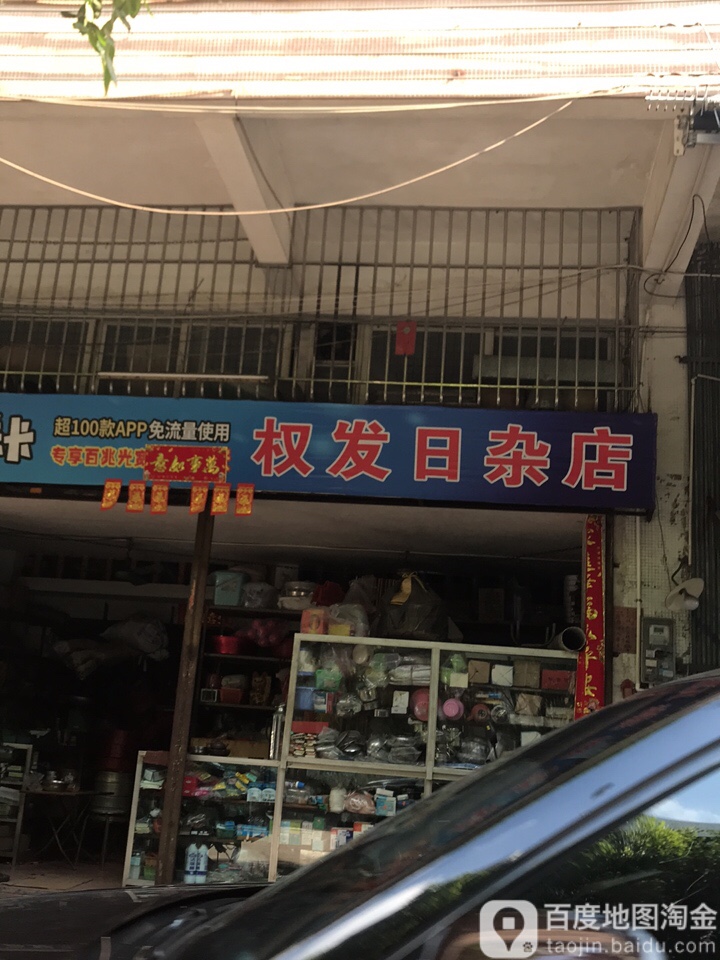 卡
超100款APP免流量使用
专享百兆光
万事如意
权发日杂店
百度地图淘金
taojin.baidu.com